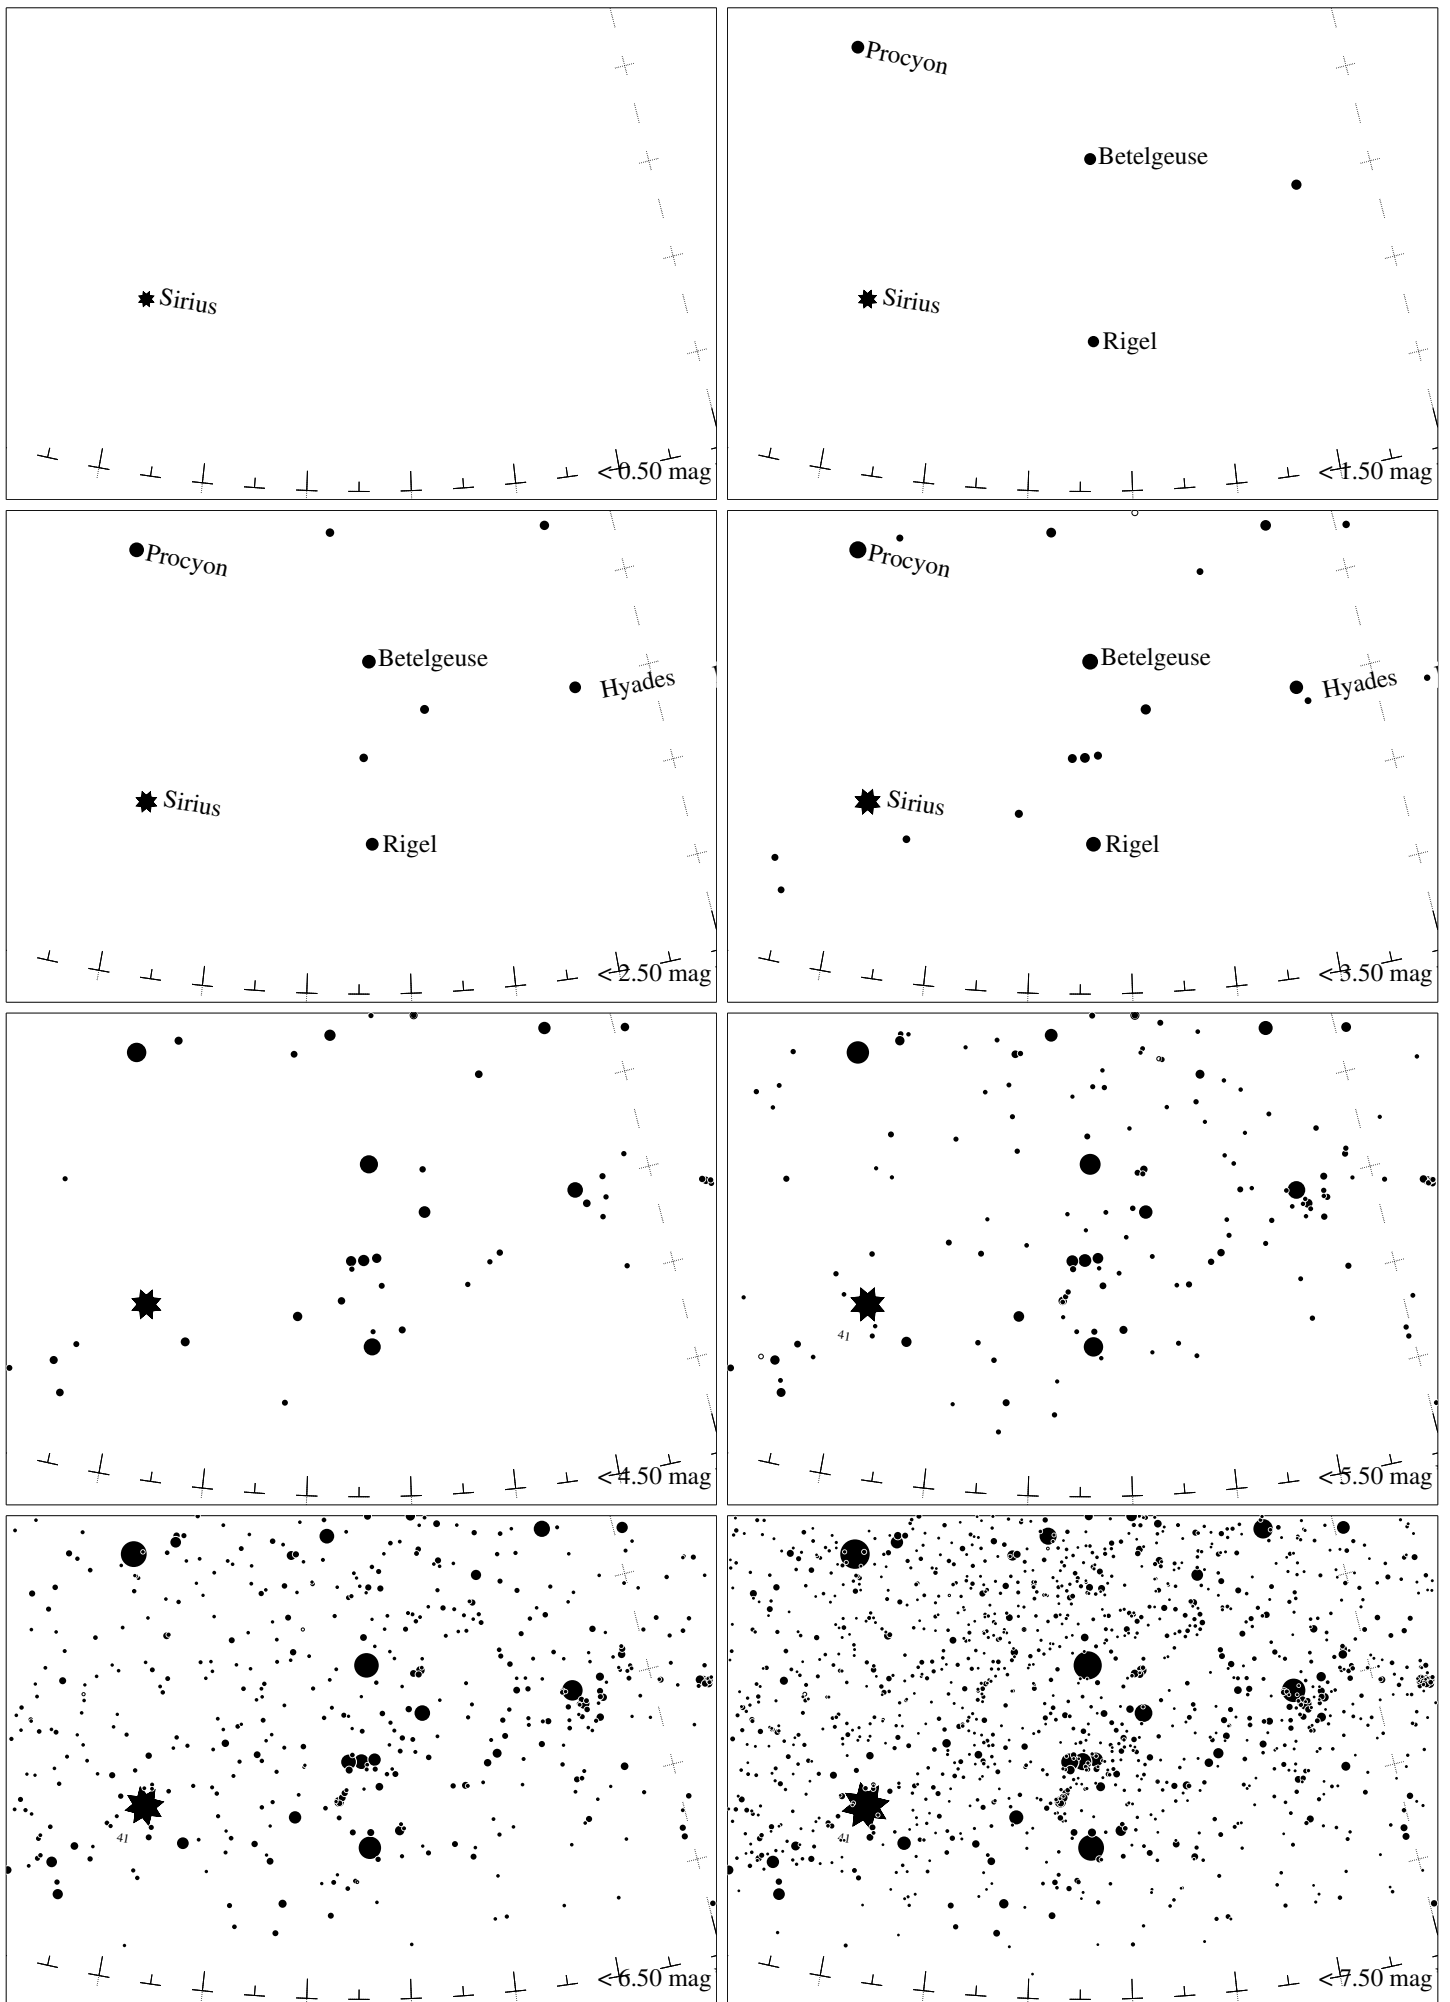 Sirius
<0.50 mag
Procyon
Betelgeuse
Sirius
Rigel
<1.50 mag
Procyon
Betelgeuse
Hyades
Sirius
Rigel
<2.50 mag
Procyon
Betelgeuse
Hyades
Sirius
Rigel
<3.50 mag
<4.50 mag
41
<5.50 mag
41
<6.50 mag
41
<7.50 mag